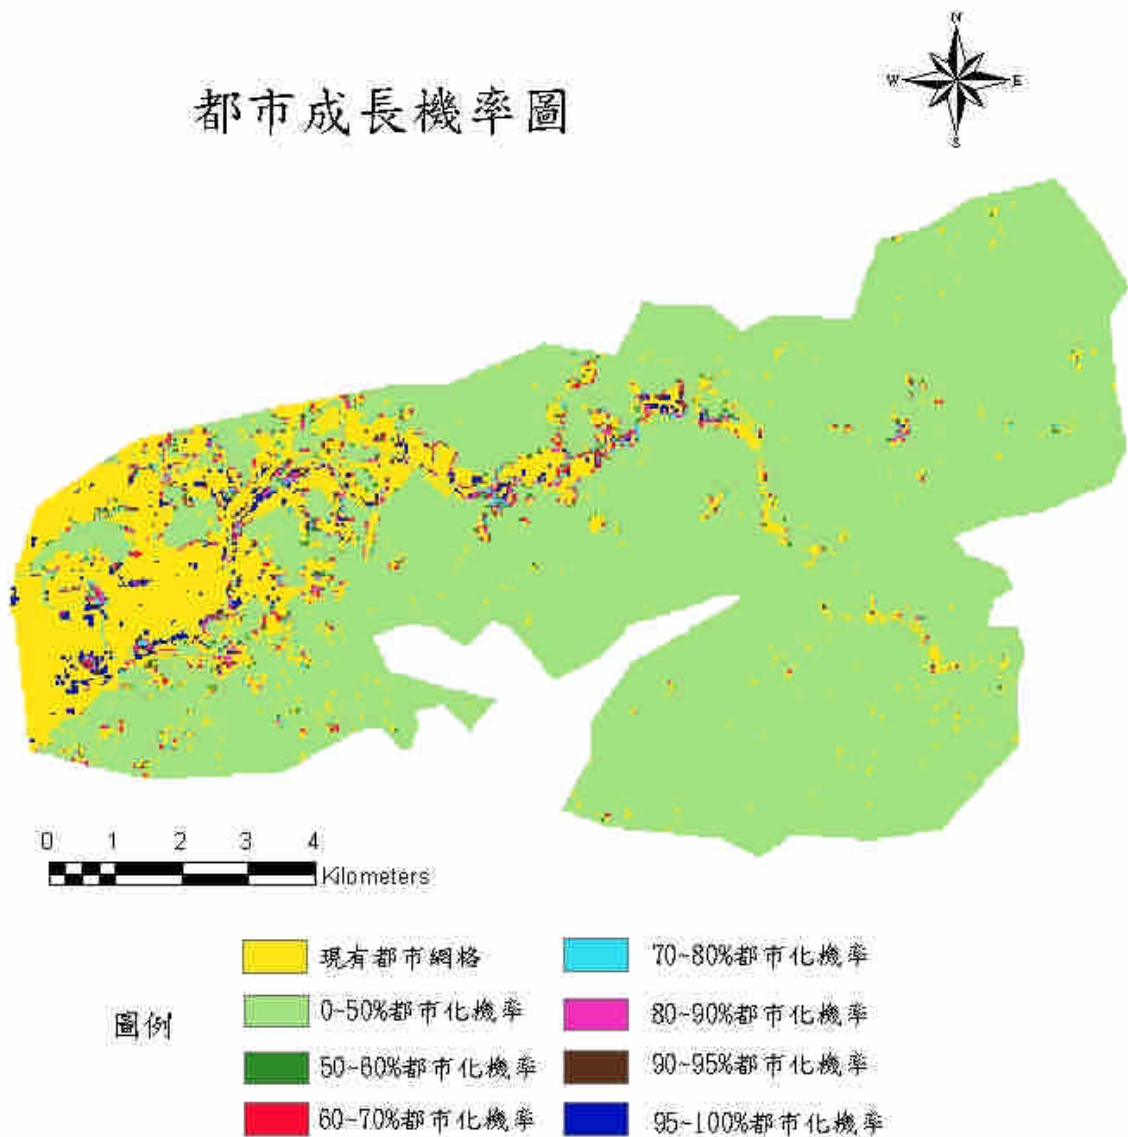 N
W E
S
都市成長機率圖
0 1 2 3 4
Kilometers
圖例
現有都市網格
0~50%都市化機率
50~60%都市化機率
60~70%都市化機率
70~80%都市化機率
80~90%都市化機率
90~95%都市化機率
95~100%都市化機率